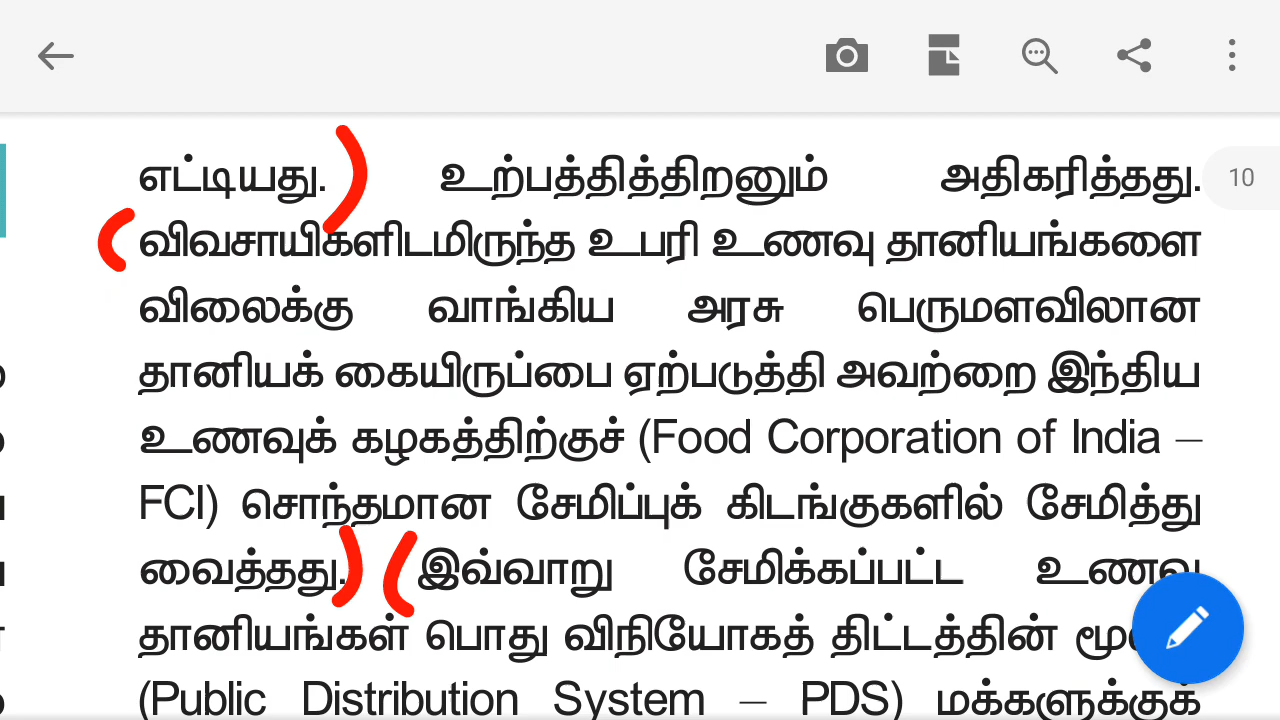 எட்டியது. உற்பத்தித்திறனும் அதிகரித்தது.
10
விவசாயிகளிடமிருந்த உபரி உணவு தானியங்களை
விலைக்கு வாங்கிய அரசு பெருமளவிலான
தானியக் கையிருப்பை ஏற்படுத்தி அவற்றை இந்திய
உணவுக் கழகத்திற்குச் (Food Corporation of India –
FCI) சொந்தமான சேமிப்புக் கிடங்குகளில் சேமித்து
வைத்தது. இவ்வாறு சேமிக்கப்பட்ட உணவு
தானியங்கள் பொது விநியோகத் திட்டத்தின்
(Public Distribution System – PDS) மக்களுக்குக்